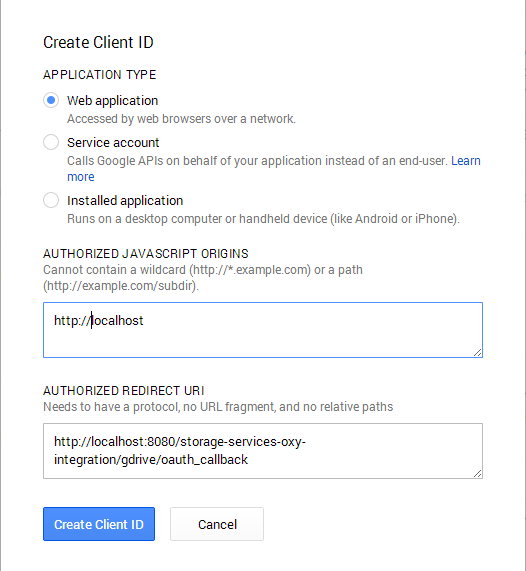 Create Client ID
APPLICATION TYPE
Web application
Accessed by web browsers over a network.
Service account
Calls Google APIs on behalf of your application instead of an end-user. Learn
more
Installed application
Runs on a desktop computer or handheld device (like Android or iPhone).
AUTHORIZED JAVASCRIPT ORIGINS
Cannot contain a wildcard (http://*.example.com) or a path
(http://example.com/subdir).
http://localhost
AUTHORIZED REDIRECT URI
Needs to have a protocol, no URL fragment, and no relative paths
http://localhost:8080/storage-services-oxy-
integration/gdrive/oauth_callback
Create Client ID Cancel